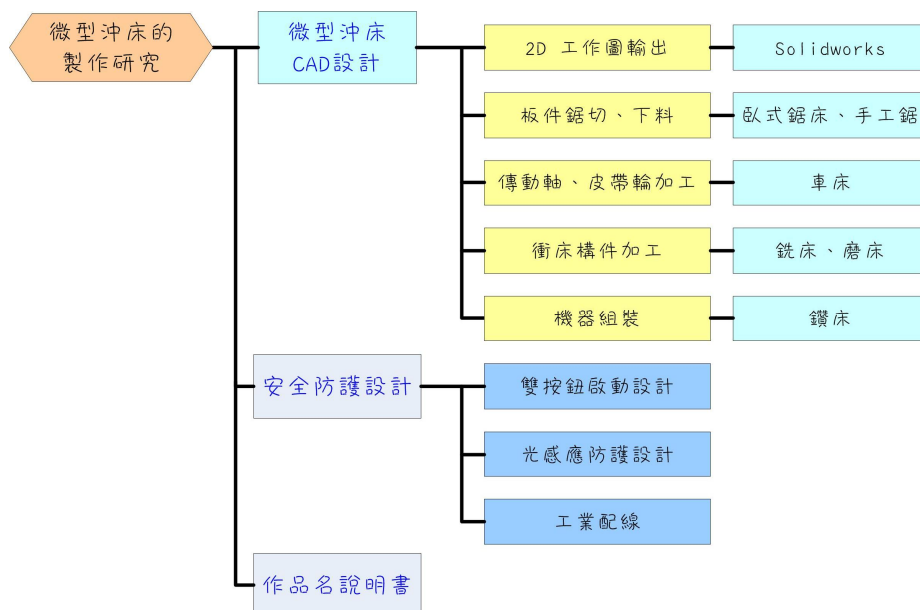 微型沖床的
製作研究
微型沖床
CAD設計
2D 工作圖輸出
Solidworks
板件鋸切、下料
臥式鋸床、手工鋸
傳動軸、皮帶輪加工
車床
衝床構件加工
銑床、磨床
機器組裝
鑽床
安全防護設計
雙按鈕啟動設計
光感應防護設計
工業配線
作品名說明書